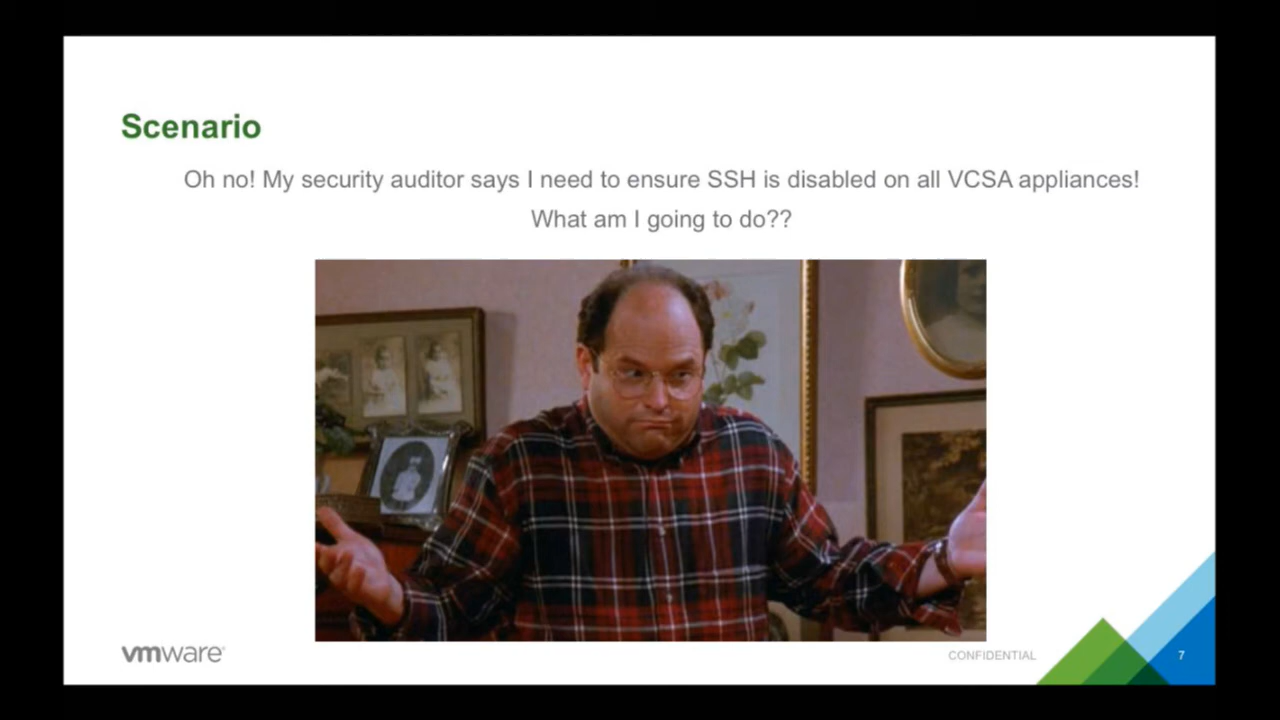 Scenario
Oh no! My security auditor says I need to ensure SSH is disabled on all VCSA appliances!
What am I going to do??
vmware
CONFIDENTIAL
7